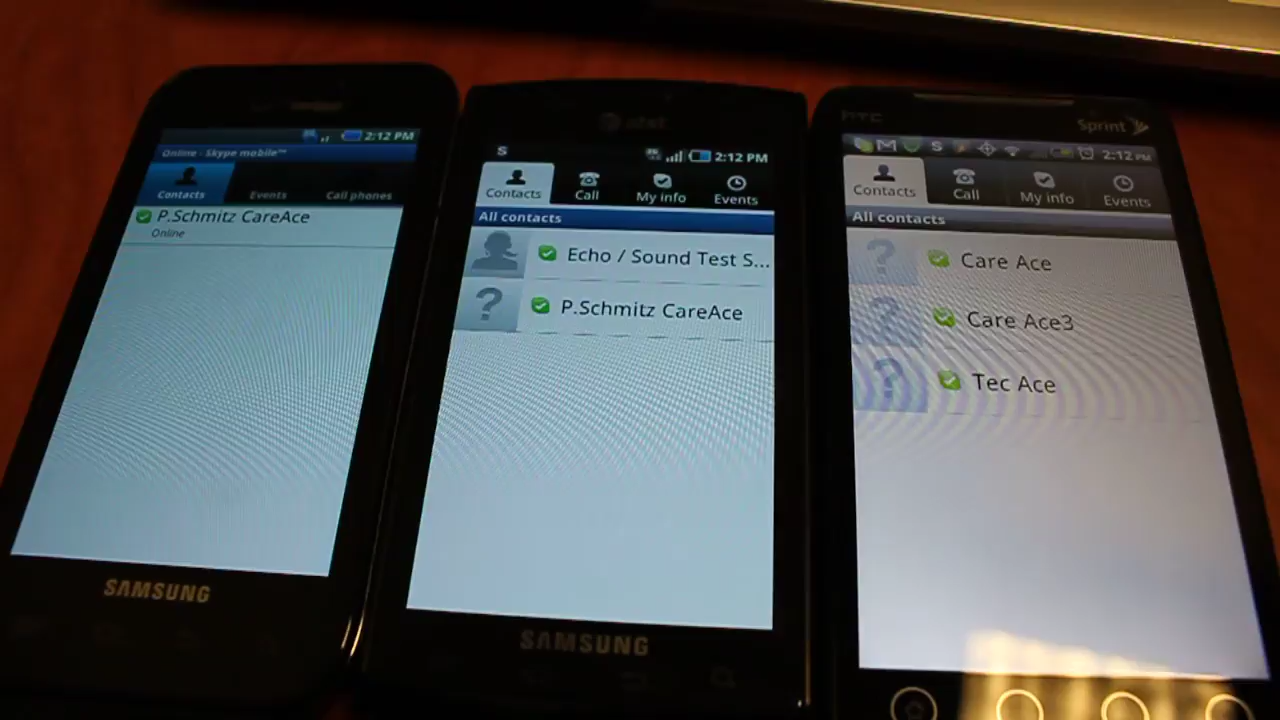 2:12 PM
Online - Skype mobile™
Contacts
Events
Call phones
P.Schmitz CareAce
Online
SAMSUNG
at&t
S
2:12 PM
Contacts
Call
My info
Events
All contacts
Echo / Sound Test S...
P.Schmitz CareAce
SAMSUNG
hTC
Sprint
S
2:12 PM
Contacts
Call
My info
Events
All contacts
Care Ace
Care Ace3
Tec Ace